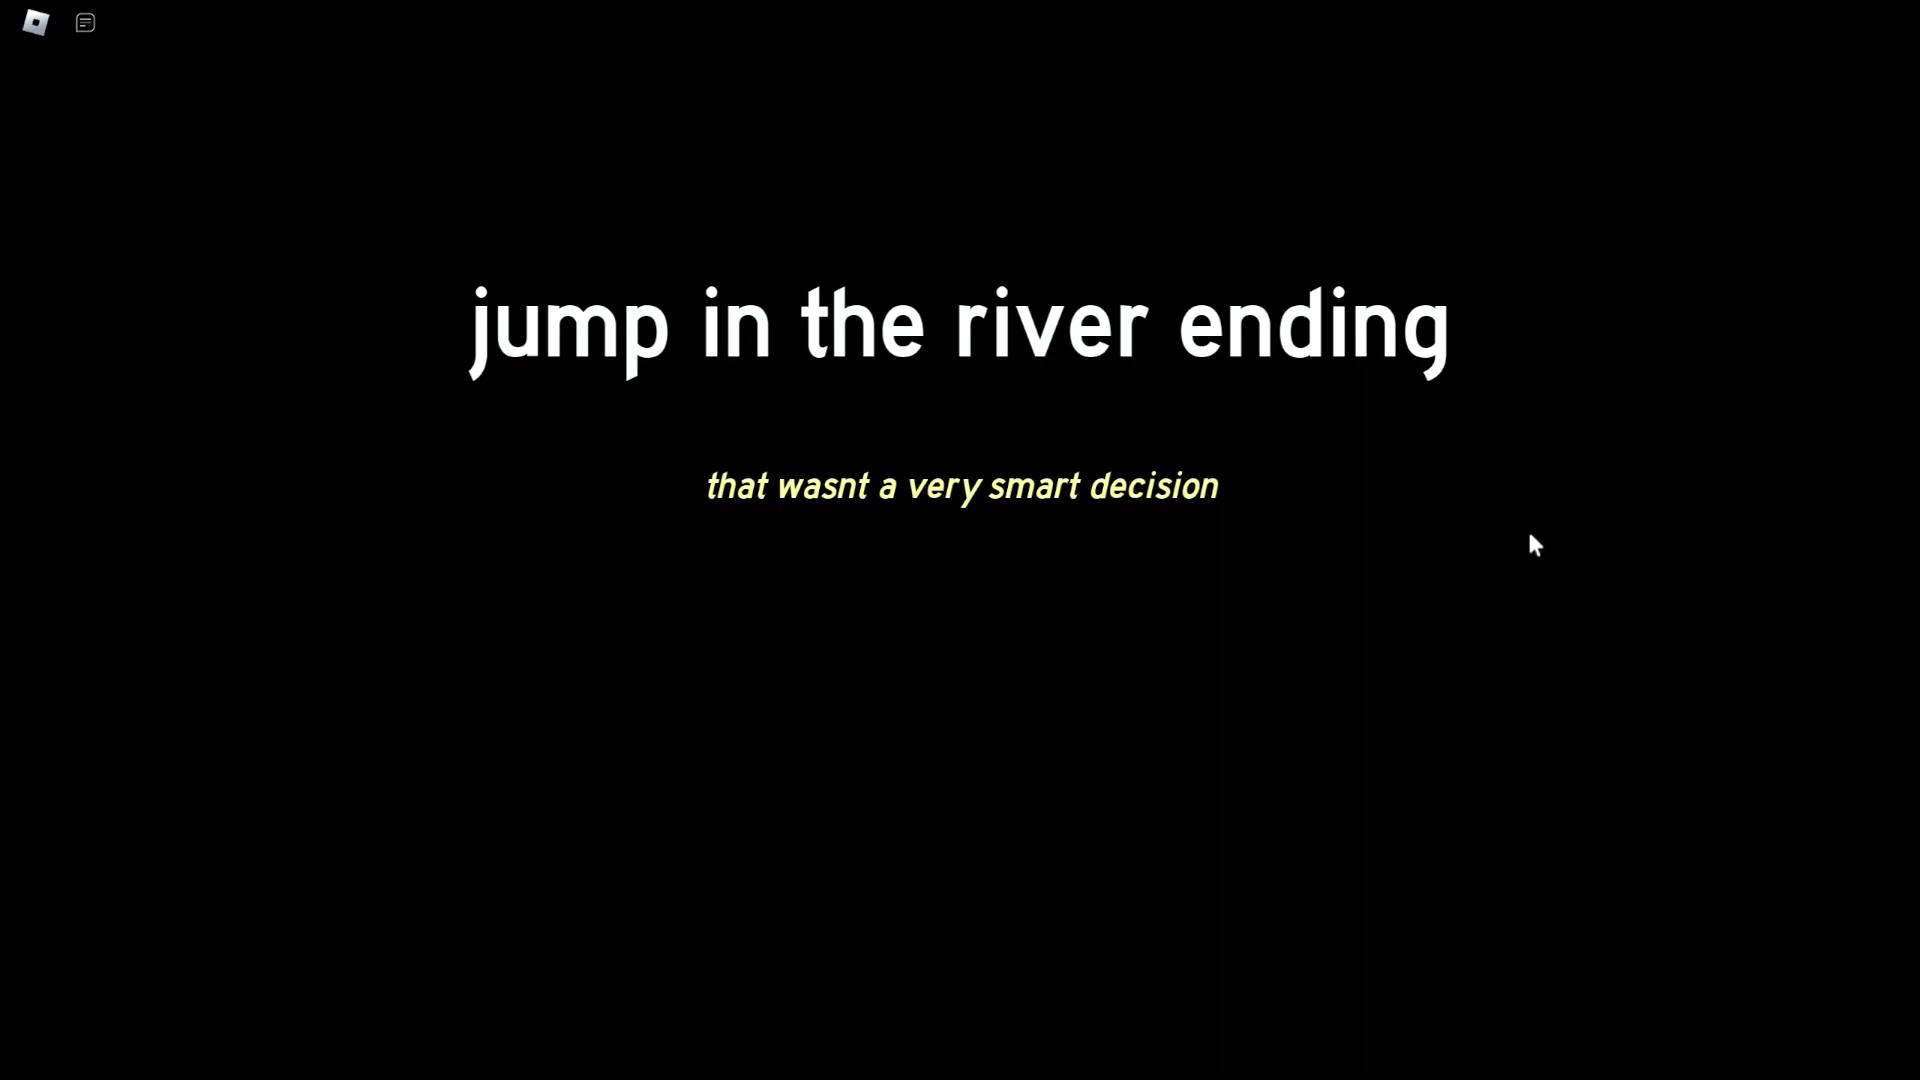 jump in the river ending
that wasnt a very smart decision